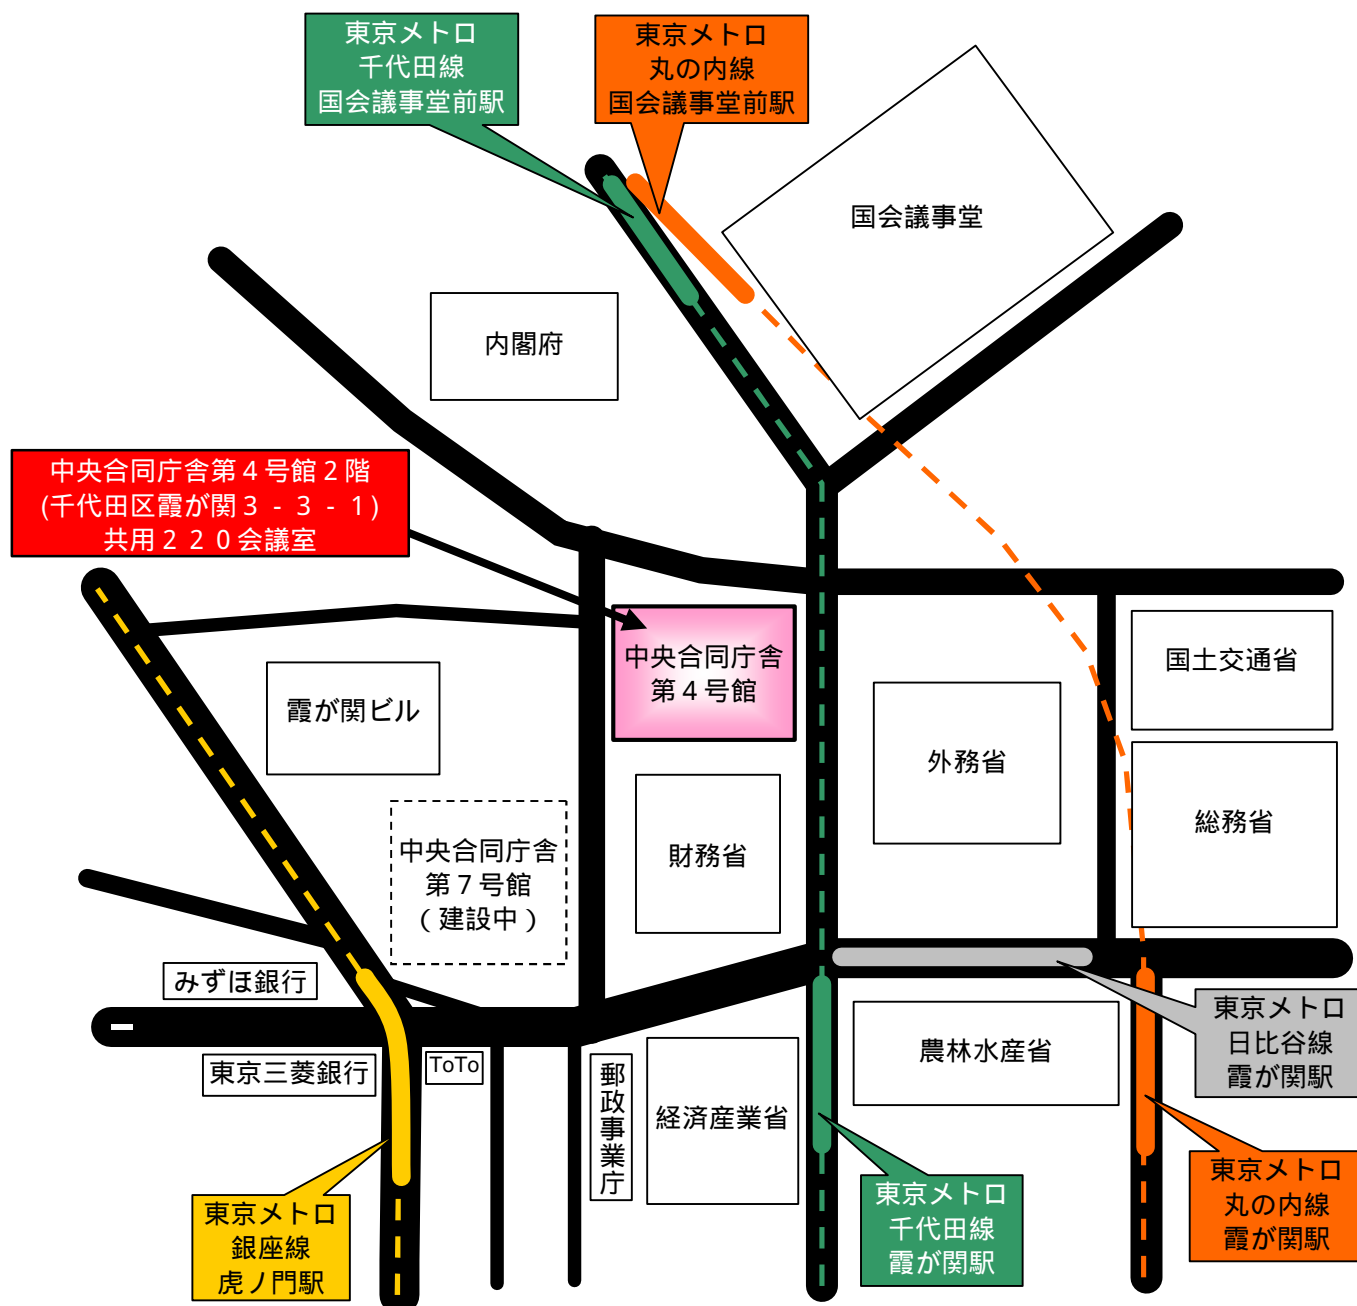 東京メトロ
千代田線
国会議事堂前駅
東京メトロ
丸の内線
国会議事堂前駅
国会議事堂
内閣府
中央合同庁舎第４号館２階
(千代田区霞が関３-３-１)
共用２２０会議室
中央合同庁舎
第４号館
国土交通省
霞が関ビル
外務省
総務省
中央合同庁舎
第７号館
（建設中）
財務省
みずほ銀行
東京三菱銀行
ToTo
郵政事業庁
経済産業省
農林水産省
東京メトロ
日比谷線
霞が関駅
東京メトロ
銀座線
虎ノ門駅
東京メトロ
千代田線
霞が関駅
東京メトロ
丸の内線
霞が関駅